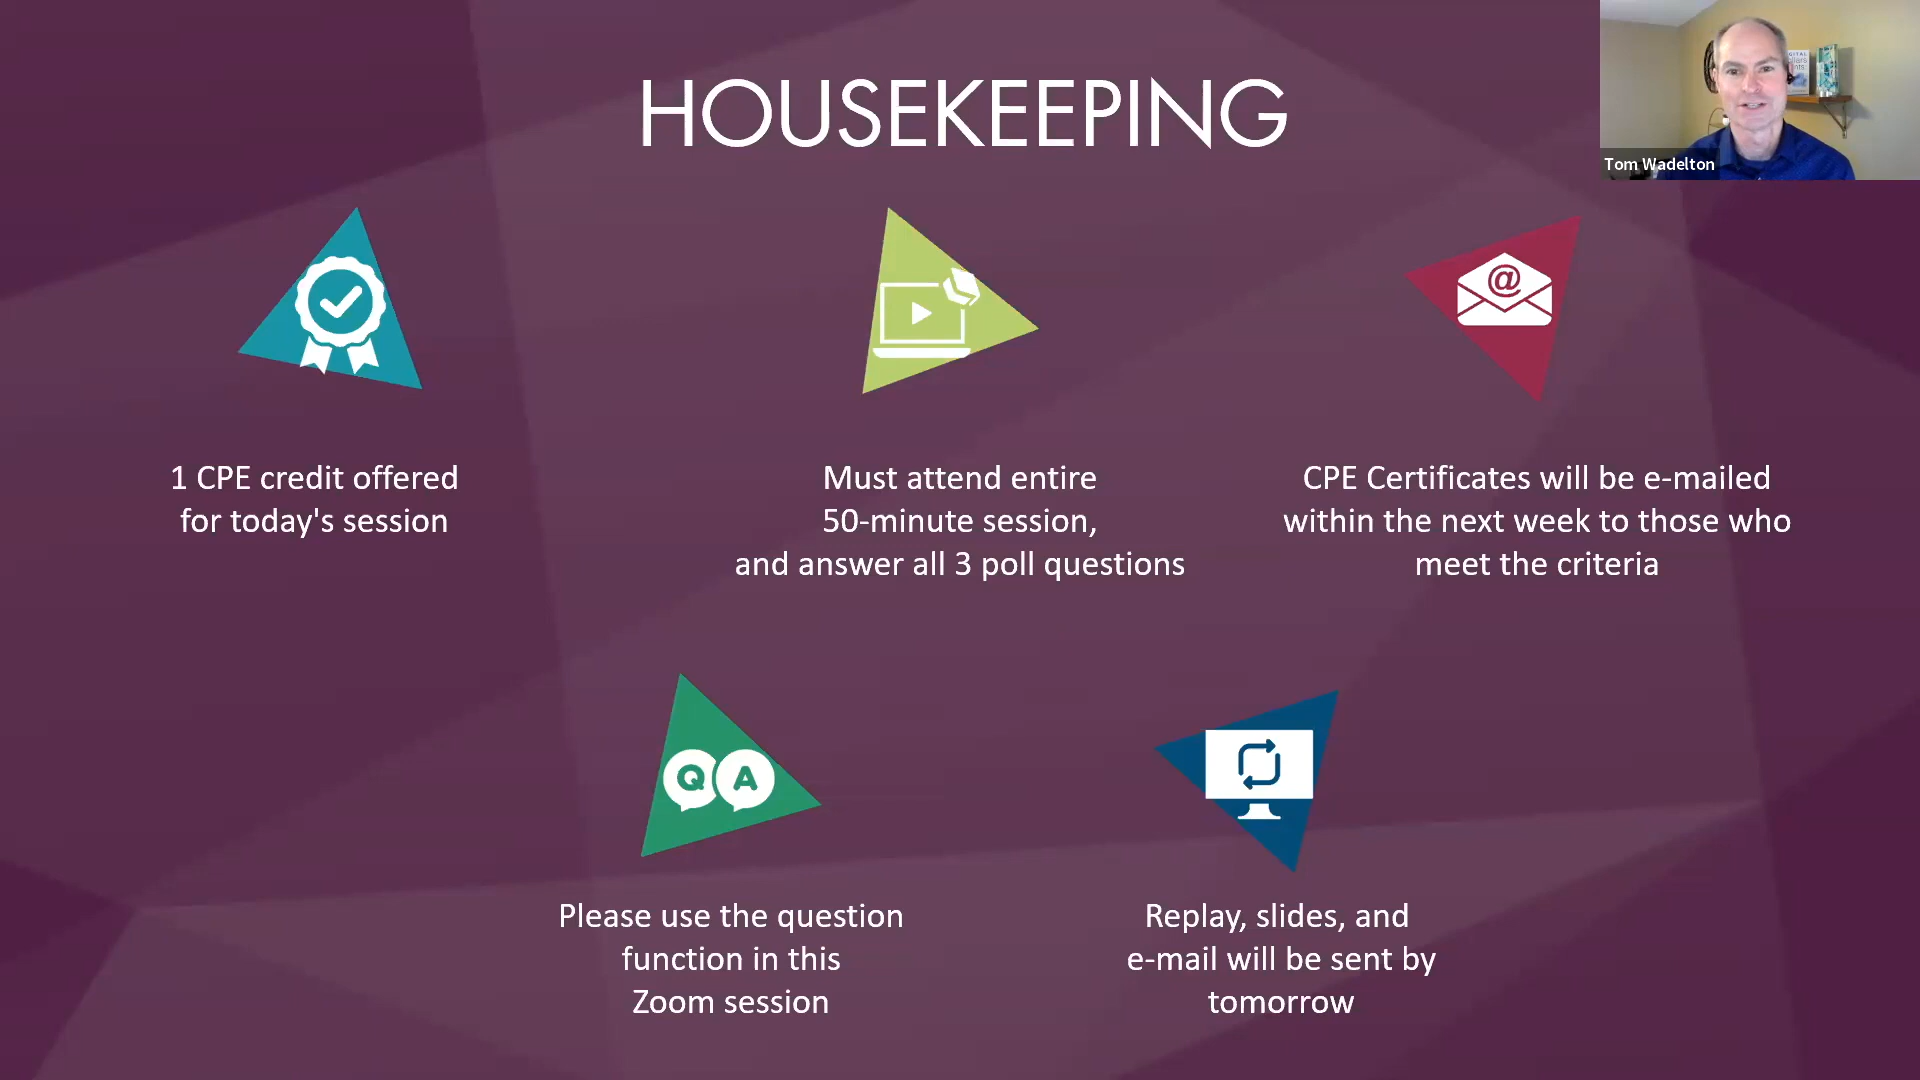 HOUSEKEEPING
Tom Wadelton
@
1 CPE credit offered
for today's session
Must attend entire
50-minute session,
and answer all 3 poll questions
CPE Certificates will be e-mailed
within the next week to those who
meet the criteria
Q A
Please use the question
function in this
Zoom session
Replay, slides, and
e-mail will be sent by
tomorrow